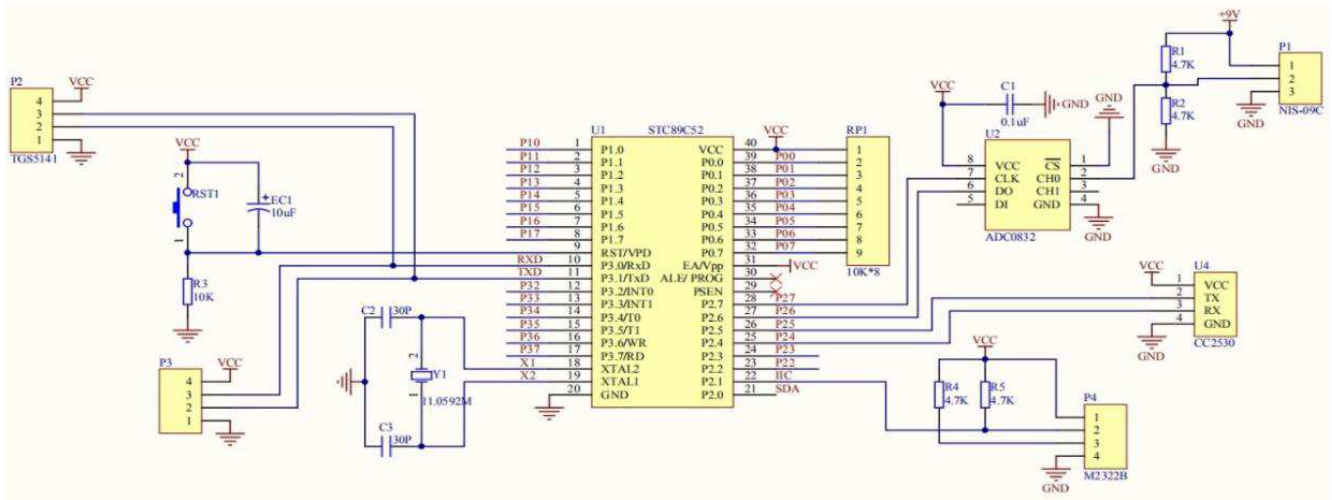 P2
VCC
4
3
2
1
TGS5141
VCC
2
RST1
1
EC1
10uF
R3
10K
P3
VCC
4
3
2
1
C2
30P
2
Y1
1
11.0592M
C3
30P
U1
STC89C52
P10 1 P1.0
P11 2 P1.1
P12 3 P1.2
P13 4 P1.3
P14 5 P1.4
P15 6 P1.5
P16 7 P1.6
P17 8 P1.7
9 RST/VPD
RXD 10 P3.0/RxD
TXD 11 P3.1/TxD
P32 12 P3.2/INT0
P33 13 P3.3/INT1
P34 14 P3.4/T0
P35 15 P3.5/T1
P36 16 P3.6/WR
P37 17 P3.7/RD
X1 18 XTAL2
X2 19 XTAL1
20 GND
VCC 40 VCC
P0.0 39 P00
P0.1 38 P01
P0.2 37 P02
P0.3 36 P03
P0.4 35 P04
P0.5 34 P05
P0.6 33 P06
P0.7 32 P07
EA/Vpp 31 VCC
ALE/ PROG 30
PSEN 29
P2.7 28 P27
P2.6 27 P26
P2.5 26 P25
P2.4 25 P24
P2.3 24 P23
P2.2 23 P22
P2.1 22 IIC
P2.0 21 SDA
RP1
1
2
3
4
5
6
7
8
9
10K*8
VCC
C1
0.1uF
GND
GND
U2
8 VCC CS 1
7 CLK CH0 2
6 DO CH1 3
5 DI GND 4
ADC0832
GND
+9V
R1
4.7K
R2
4.7K
GND
P1
1
2
3
NIS-09C
GND
U4
VCC
1 VCC
2 TX
3 RX
4 GND
CC2530
GND
VCC
R4
4.7K
R5
4.7K
P4
1
2
3
4
M2322B
GND